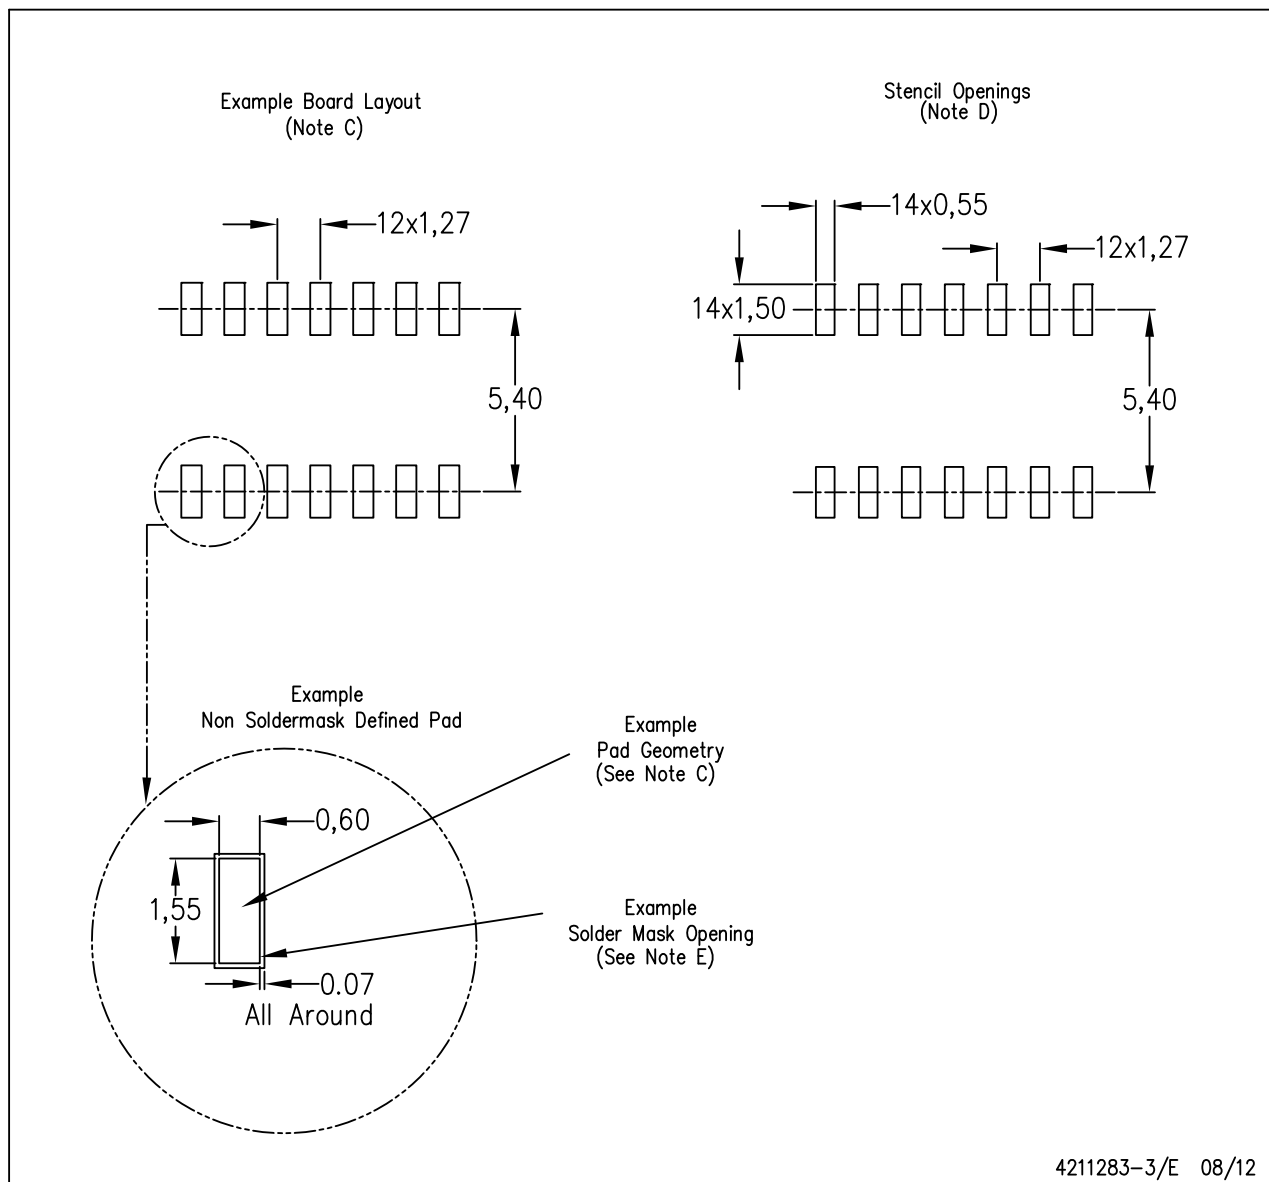 Example Board Layout
(Note C)
Stencil Openings
(Note D)
12x1,27
14x0,55
12x1,27
14x1,50
5,40
5,40
Example
Non Soldermask Defined Pad
Example
Pad Geometry
(See Note C)
0,60
1,55
Example
Solder Mask Opening
(See Note E)
0.07
All Around
4211283-3/E 08/12